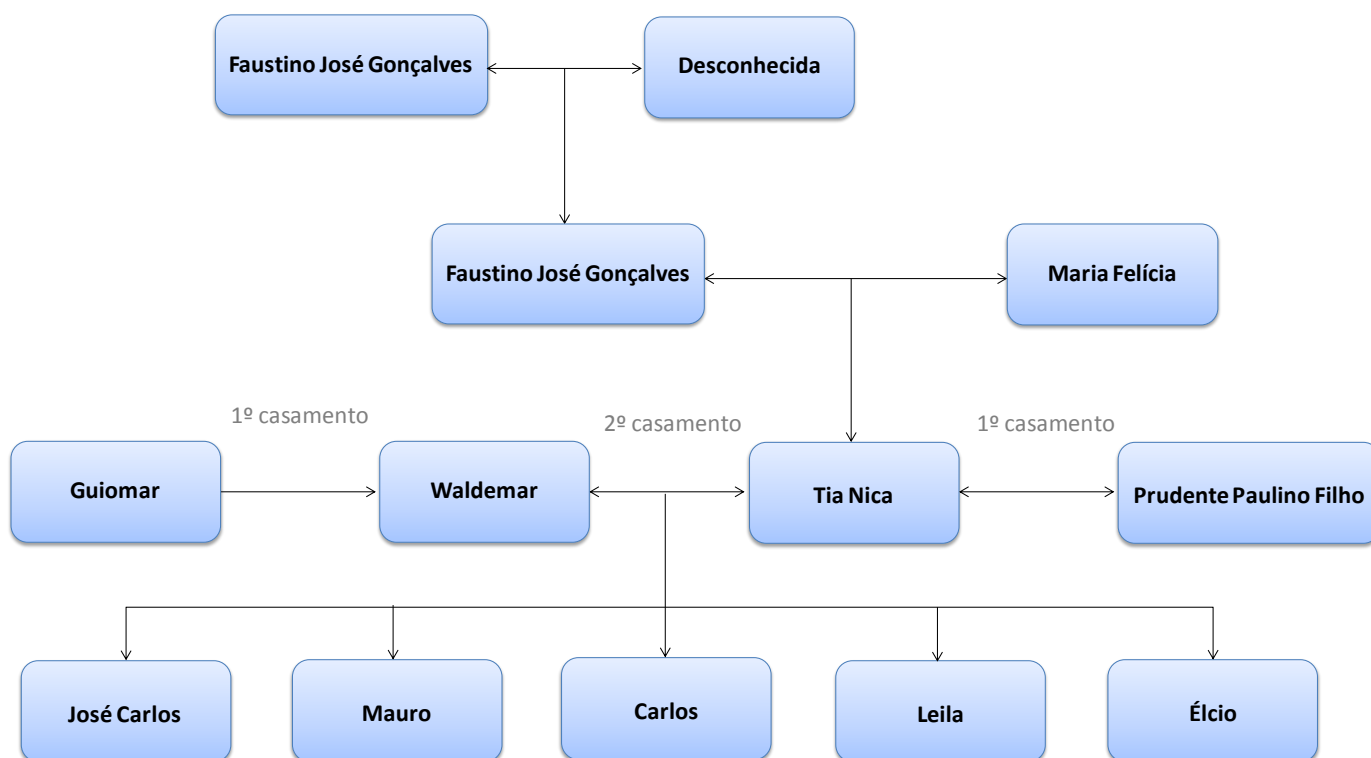 Faustino José Gonçalves
Desconhecida
Faustino José Gonçalves
Maria Felícia
1º casamento
2º casamento
1º casamento
Guiomar
Waldemar
Tia Nica
Prudente Paulino Filho
José Carlos
Mauro
Carlos
Leila
Élcio